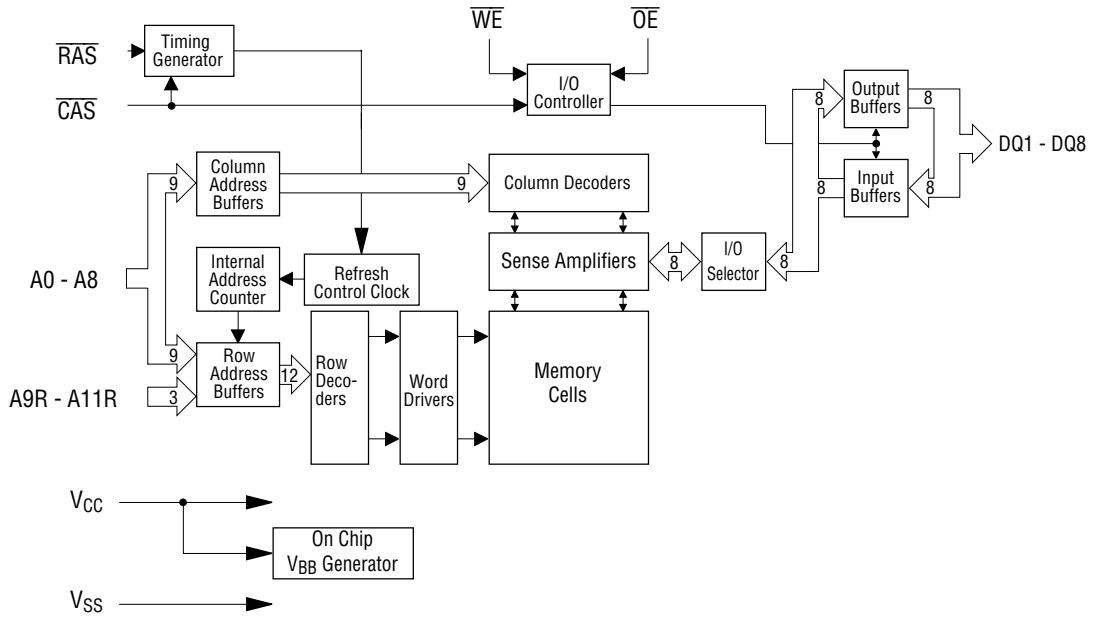 WE
OE
RAS
Timing
Generator
CAS
I/O
Controller
8
Output
Buffers
8
DQ1 - DQ8
8
Input
Buffers
8
9
Column
Address
Buffers
9
Column Decoders
A0 - A8
Internal
Address
Counter
Refresh
Control Clock
Sense Amplifiers
8
I/O
Selector
8
9
Row
Address
Buffers
12
Row
Deco-
ders
Word
Drivers
Memory
Cells
A9R - A11R
3
VCC
On Chip
VBB Generator
VSS